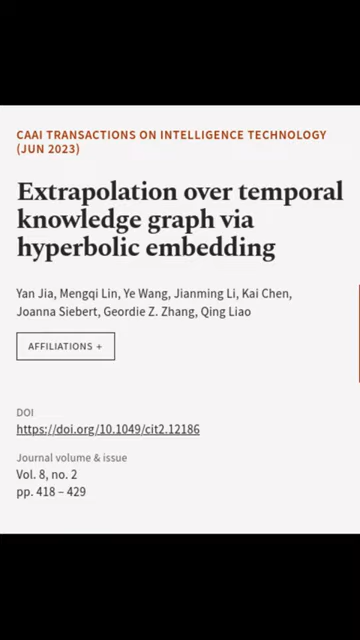 CAAI TRANSACTIONS ON INTELLIGENCE TECHNOLOGY
(JUN 2023)
Extrapolation over temporal
knowledge graph via
hyperbolic embedding
Yan Jia, Mengqi Lin, Ye Wang, Jianming Li, Kai Chen,
Joanna Siebert, Geordie Z. Zhang, Qing Liao
AFFILIATIONS +
DOI
https://doi.org/10.1049/cit2.12186
Journal volume & issue
Vol. 8, no. 2
pp. 418 – 429